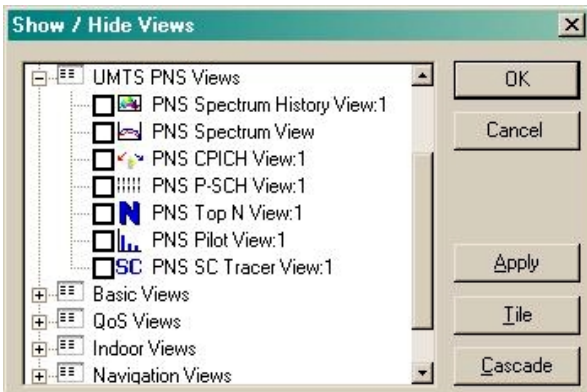 Show / Hide Views
UMTS PNS Views
PNS Spectrum History View:1
PNS Spectrum View
PNS CPICH View:1
PNS P-SCH View:1
N PNS Top N View:1
PNS Pilot View:1
SC PNS SC Tracer View:1
Basic Views
QoS Views
Indoor Views
Navigation Views
OK
Cancel
Apply
Tile
Cascade